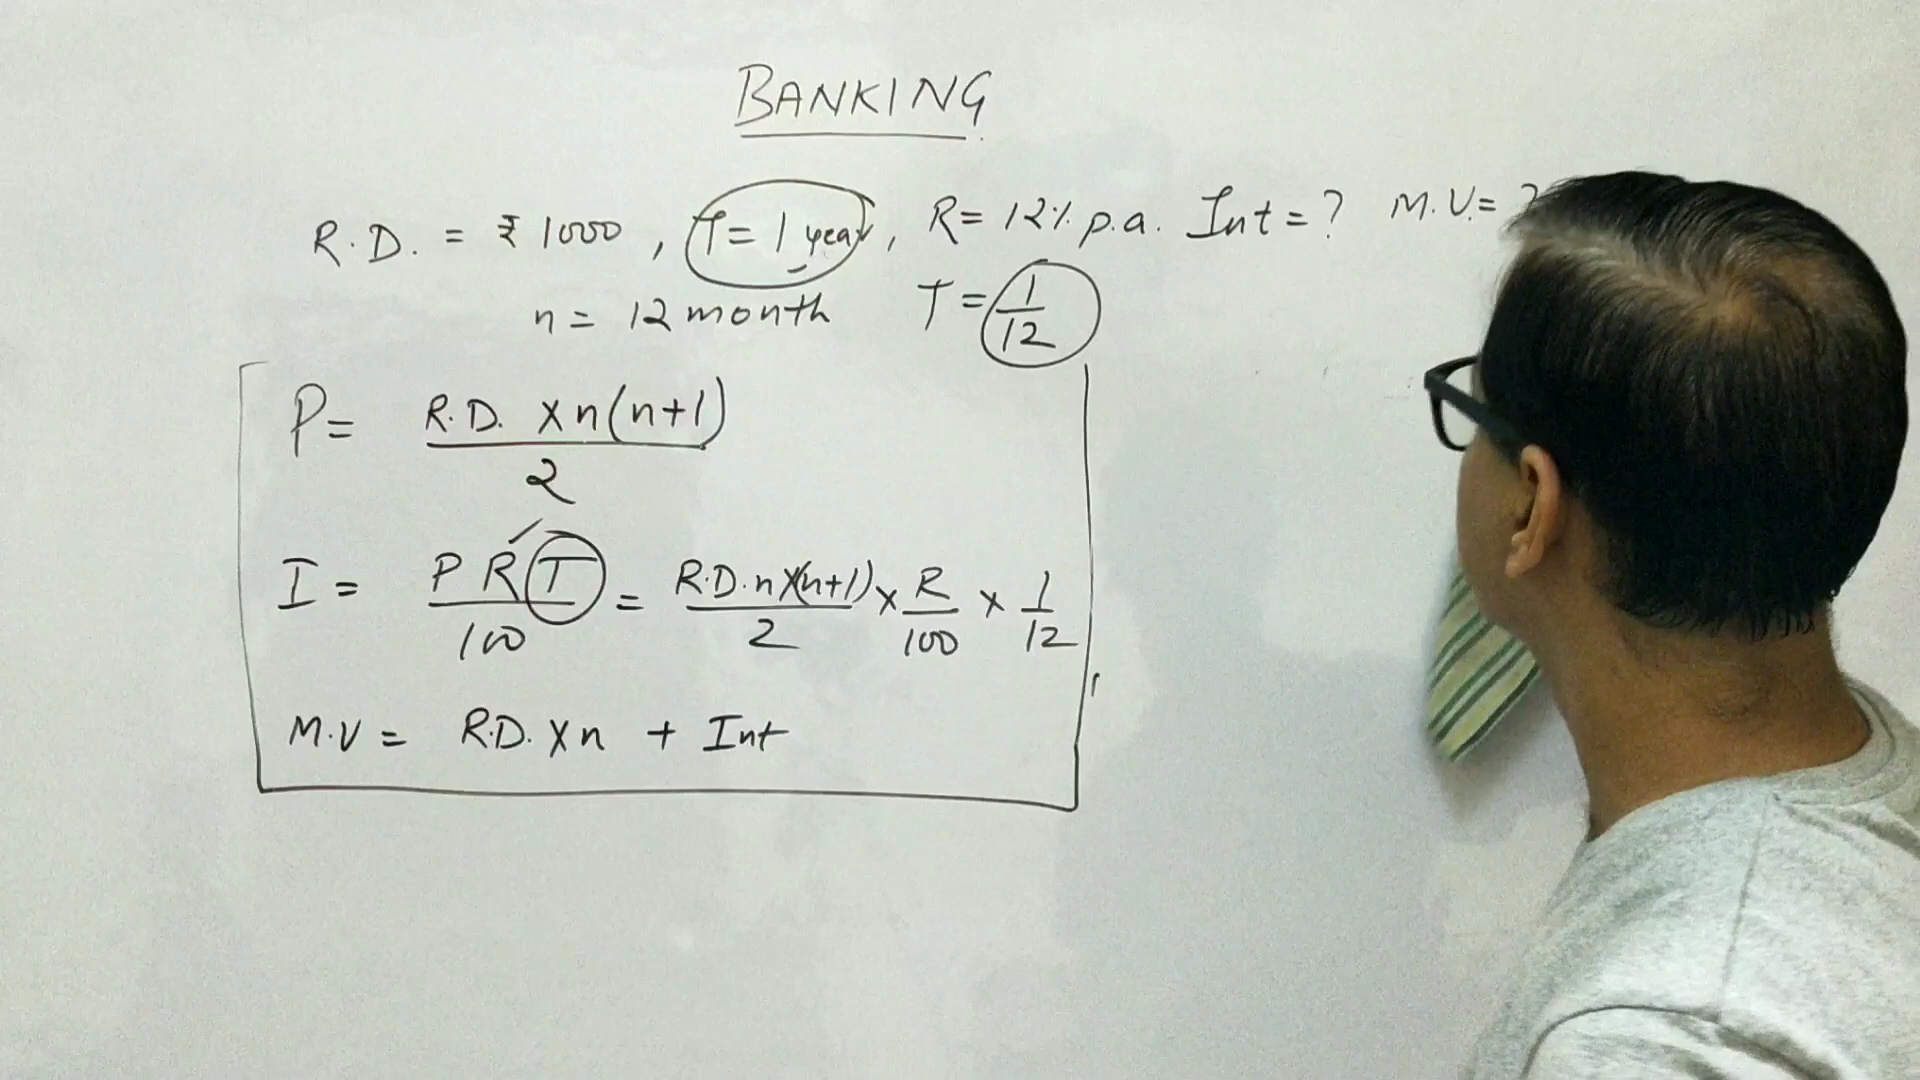 BANKING
R.D. = ₹ 1000 , T = 1 year, R = 12% p.a. Int = ? M.V. = ?
n = 12 month T = 1/12
P = R.D. × n(n+1) / 2
I = PRT / 100 = R.D. n × (n+1) / 2 × R / 100 × 1 / 12
M.V = R.D. × n + Int